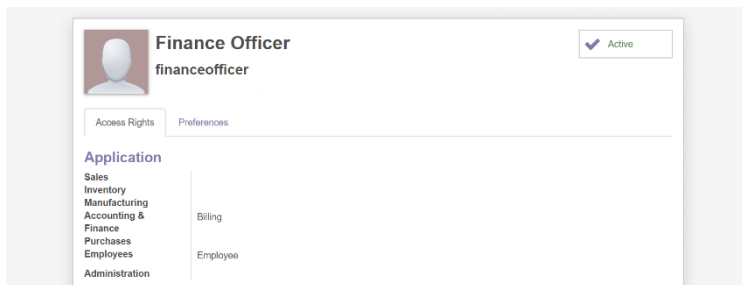 Finance Officer
financeofficer
Active
Access Rights Preferences
Application
Sales
Inventory
Manufacturing
Accounting & Billing
Finance
Purchases
Employees Employee
Administration